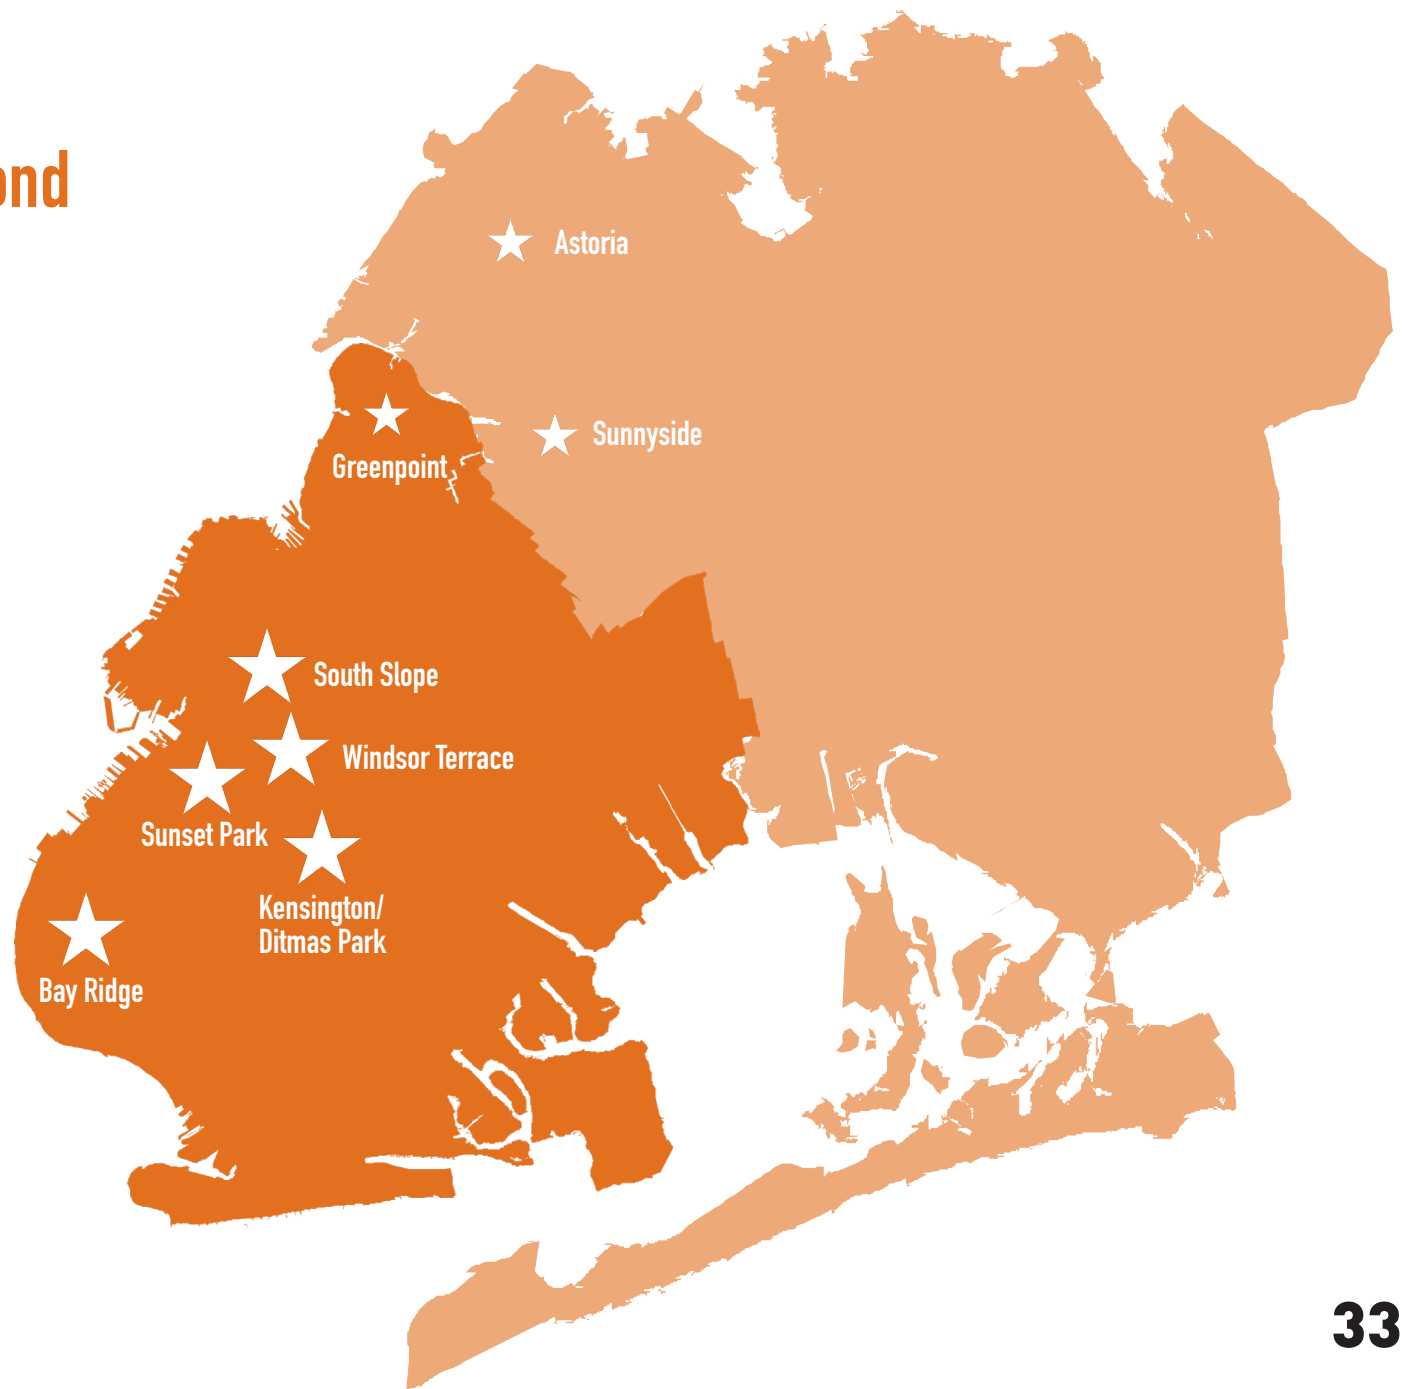 ond
Astoria
Sunnyside
Greenpoint
South Slope
Windsor Terrace
Sunset Park
Kensington/
Ditmas Park
Bay Ridge
33